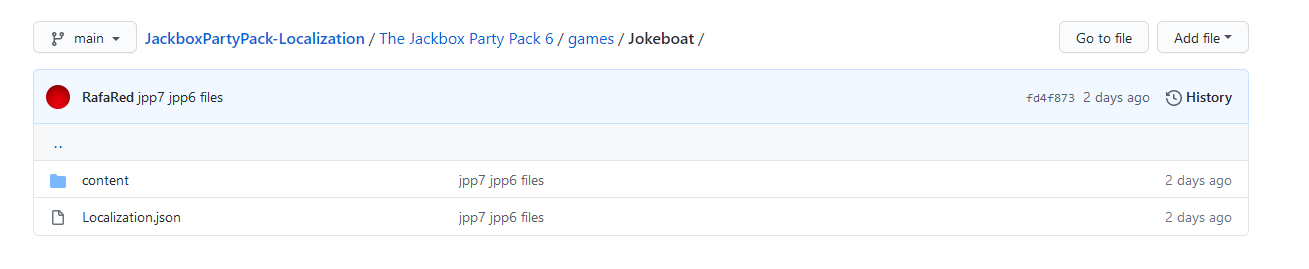 main JackboxPartyPack-Localization / The Jackbox Party Pack 6 / games / Jokeboat / Go to file Add file
RafaRed jpp7 jpp6 files fd4f873 2 days ago History
..
content jpp7 jpp6 files 2 days ago
Localization.json jpp7 jpp6 files 2 days ago